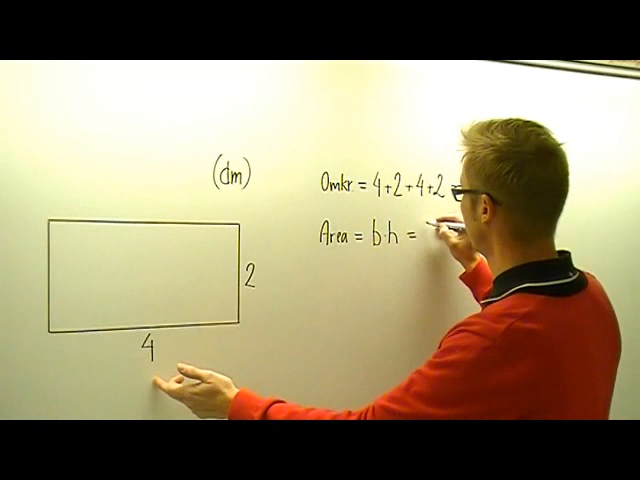 (dm)
Omkr. = 4+2+4+2
Area = b·h =
2
4